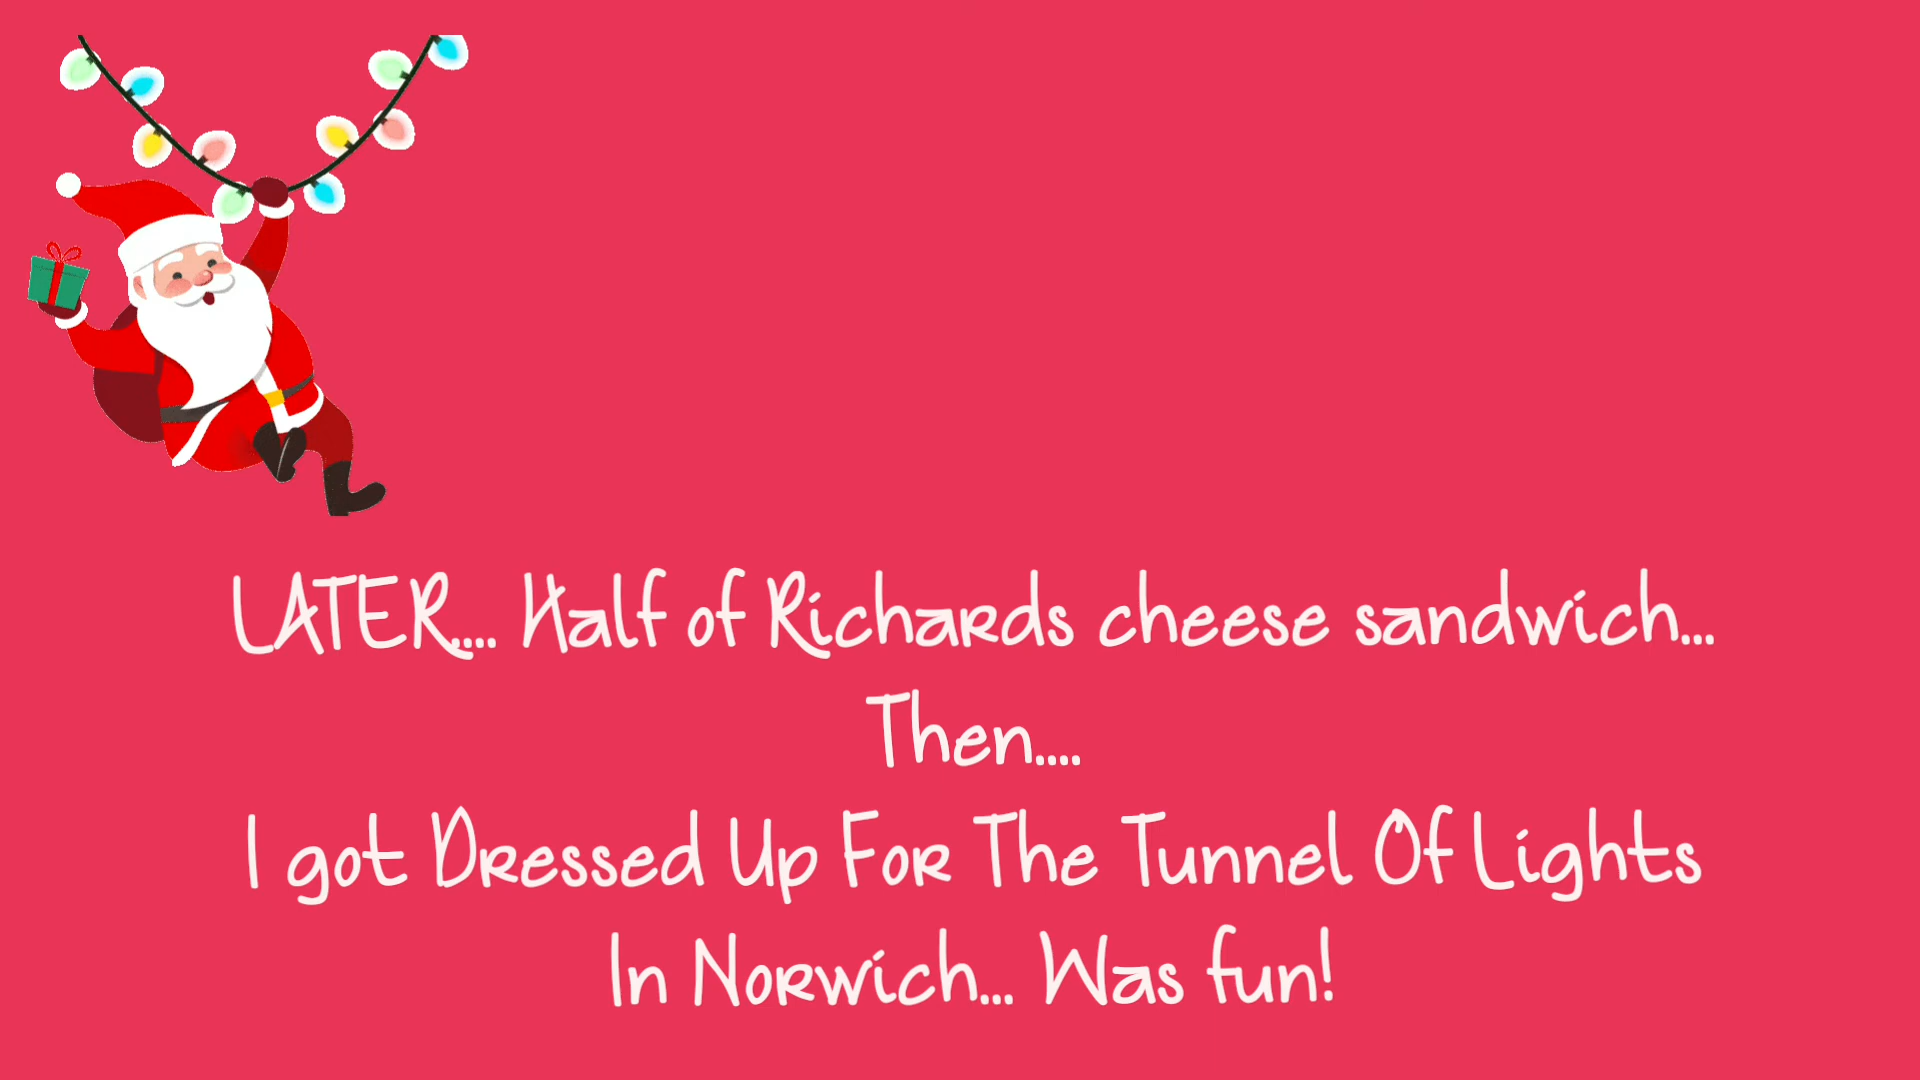 LATER.... Half of Richards cheese sandwich...
Then....
I got Dressed Up For The Tunnel Of Lights
In Norwich... Was fun!